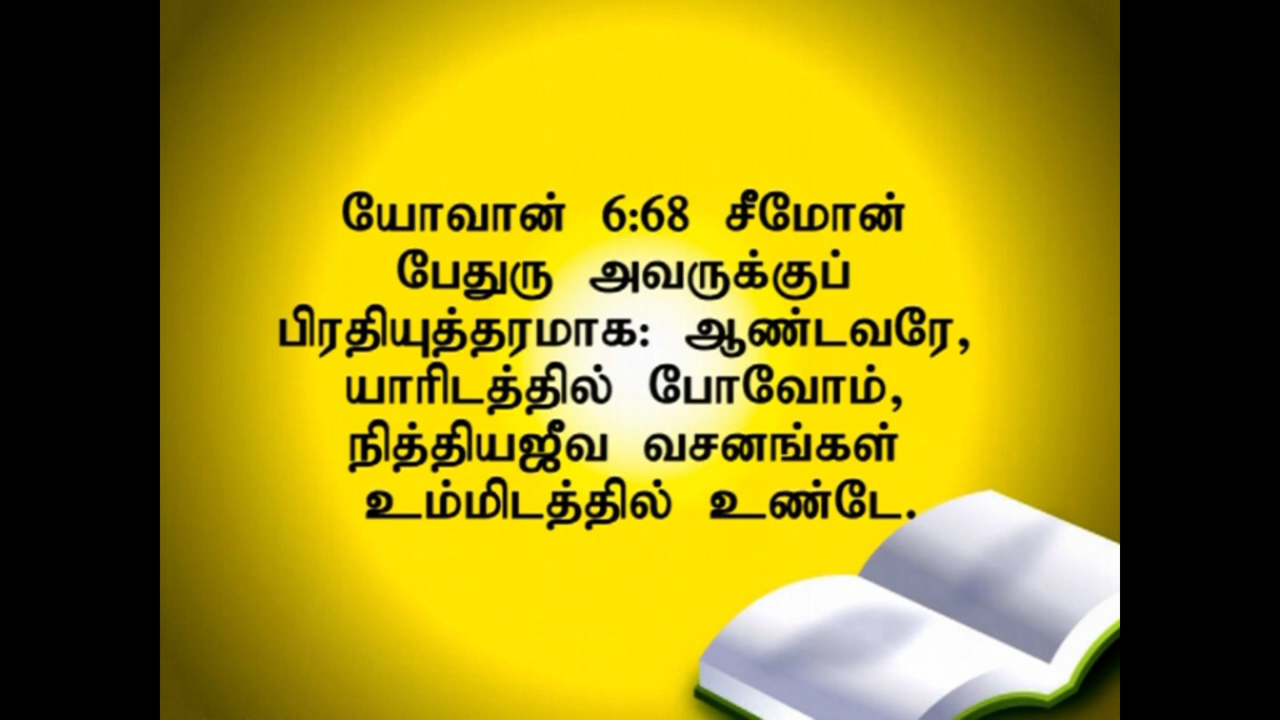 யோவான் 6:68 சீமோன்
பேதுரு அவருக்குப்
பிரதியுத்தரமாக: ஆண்டவரே,
யாரிடத்தில் போவோம்,
நித்தியஜீவ வசனங்கள்
உம்மிடத்தில் உண்டே.